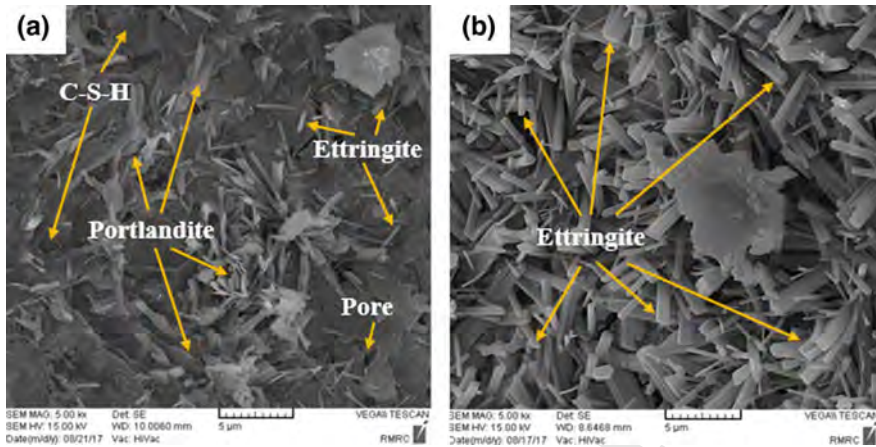 (a)
C-S-H
Ettringite
Portlandite
Pore
SEM MAG: 5.00 kx Det: SE
SEM HV: 15.00 kV WD: 10.0060 mm 5 µm VEGA\\ TESCAN
Date(m/d/y): 08/21/17 Vac: HiVac RMRC
(b)
Ettringite
SEM MAG: 5.00 kx Det: SE
SEM HV: 15.00 kV WD: 8.6468 mm 5 µm VEGA\\ TESCAN
Date(m/d/y): 08/17/17 Vac: HiVac RMRC